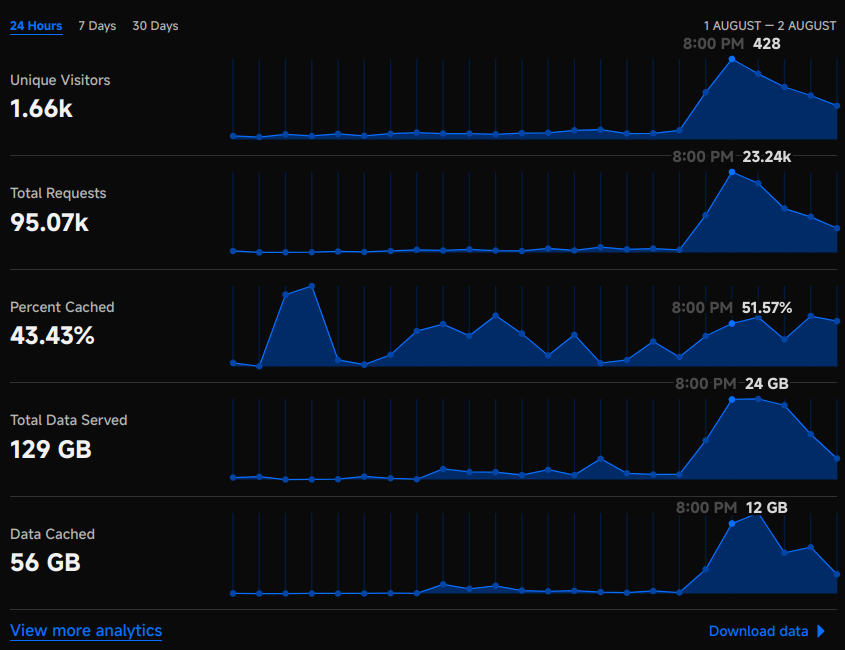 24 Hours 7 Days 30 Days 1 AUGUST — 2 AUGUST
8:00 PM 428
Unique Visitors
1.66k
8:00 PM 23.24k
Total Requests
95.07k
Percent Cached 8:00 PM 51.57%
43.43%
8:00 PM 24 GB
Total Data Served
129 GB
8:00 PM 12 GB
Data Cached
56 GB
View more analytics Download data